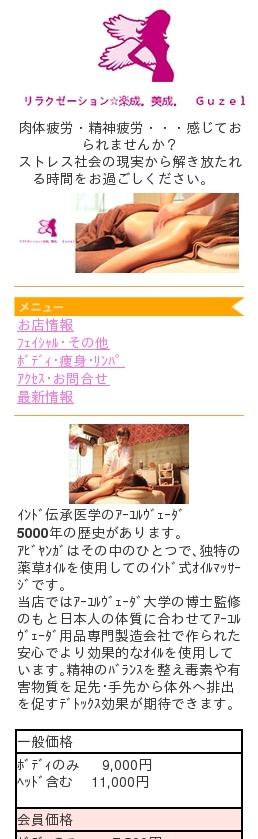 リラクゼーション☆楽成．美成． Ｇｕｚｅｌ
肉体疲労・精神疲労・・・感じてお
られませんか？
ストレス社会の現実から解き放たれ
る時間をお過ごしください。
メニュー
お店情報
ﾌｪｲｼｬﾙ・その他
ﾎﾞﾃﾞｨ・痩身・ﾘﾝﾊﾟ
ｱｸｾｽ・お問合せ
最新情報
ｲﾝﾄﾞ伝承医学のｱｰﾕﾙｳﾞｪｰﾀﾞ
5000年の歴史があります。
ｱﾋﾞﾔﾝｶﾞはその中のひとつで､独特の
薬草ｵｲﾙを使用してのｲﾝﾄﾞ式ｵｲﾙﾏｯｻｰ
ｼﾞです。
当店ではｱｰﾕﾙｳﾞｪｰﾀﾞ大学の博士監修
のもと日本人の体質に合わせてｱｰﾕﾙ
ｳﾞｪｰﾀﾞ用品専門製造会社で作られた
安心でより効果的なｵｲﾙを使用して
います｡精神のﾊﾞﾗﾝｽを整え毒素や有
害物質を足先･手先から体外へ排出
を促すﾃﾞﾄｯｸｽ効果が期待できます。
一般価格
ﾎﾞﾃﾞｨのみ 9,000円
ﾍｯﾄﾞ含む 11,000円
会員価格